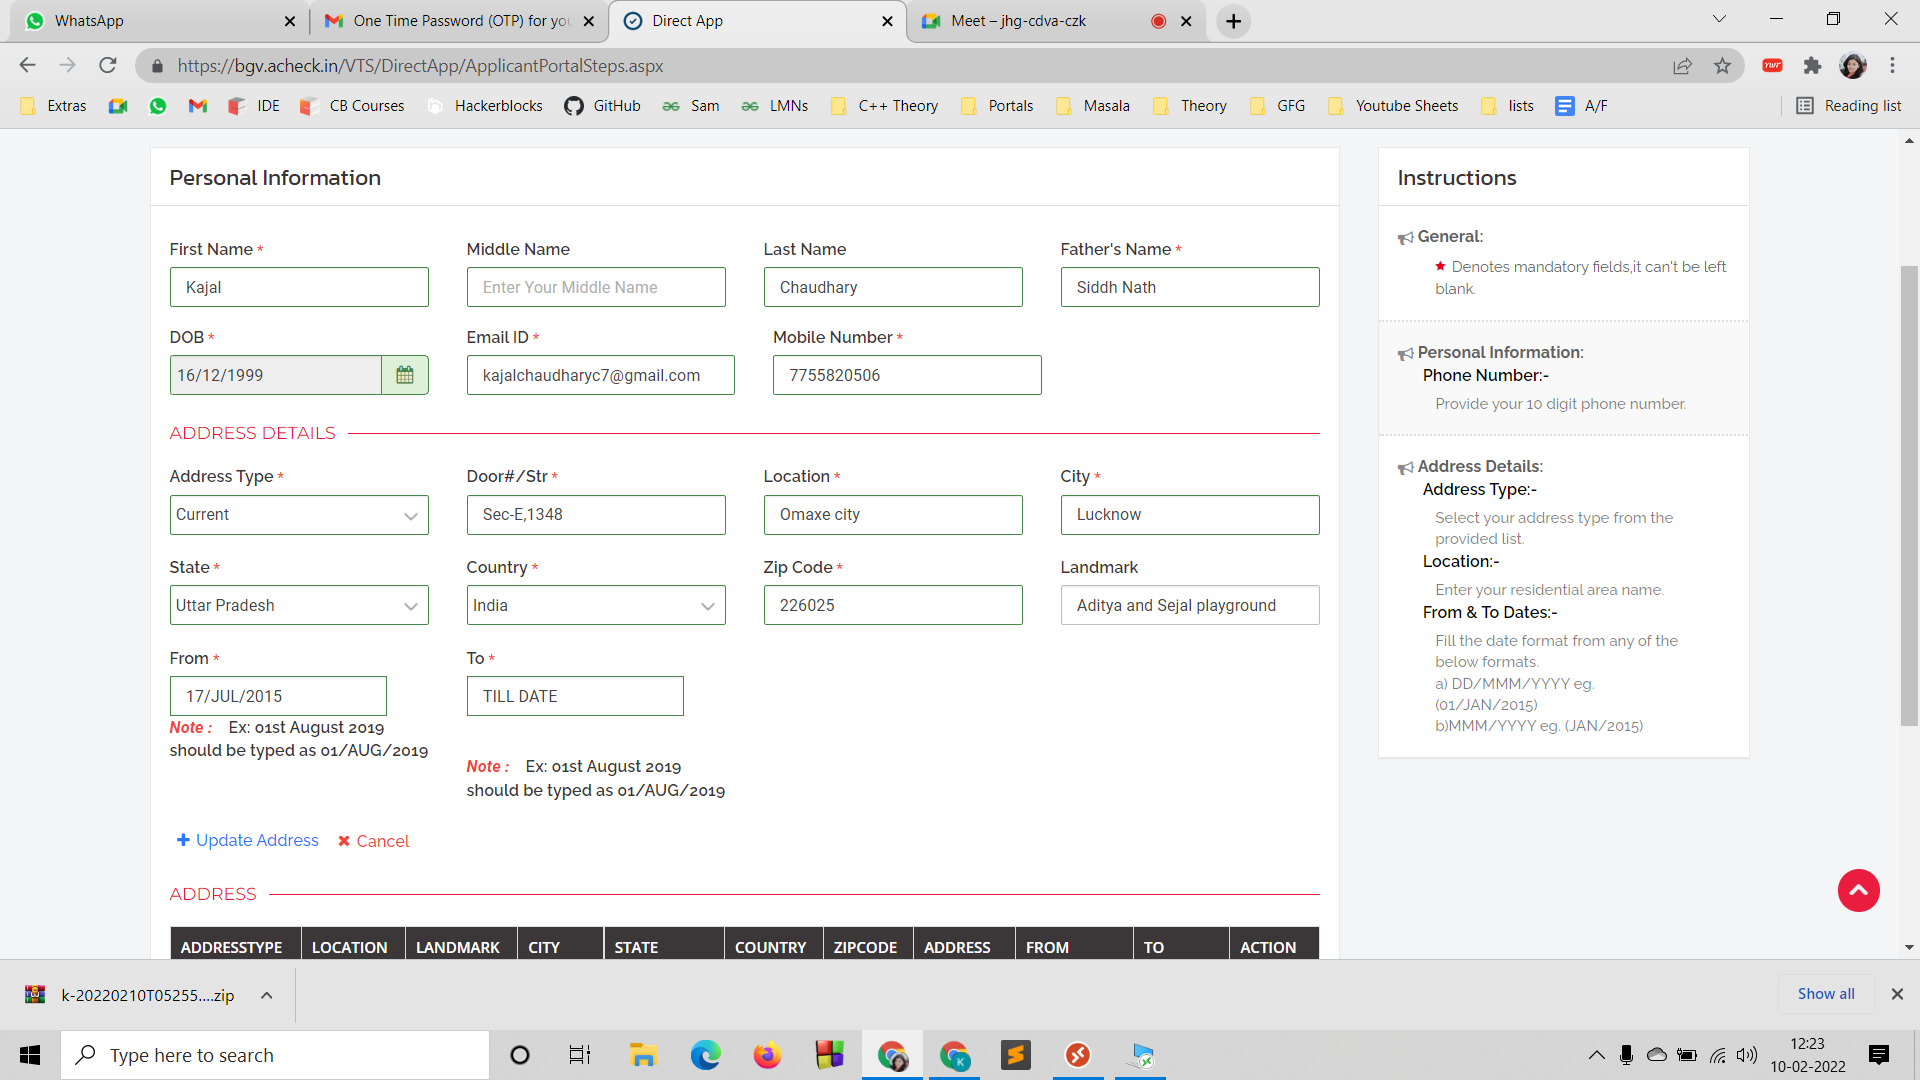 WhatsApp
One Time Password (OTP) for you
Direct App
Meet – jhg-cdva-czk
https://bgv.acheck.in/VTS/DirectApp/ApplicantPortalSteps.aspx
Extras IDE CB Courses Hackerblocks GitHub Sam LMNs C++ Theory Portals Masala Theory GFG Youtube Sheets lists A/F Reading list
Personal Information
First Name * Middle Name Last Name Father's Name *
Kajal Enter Your Middle Name Chaudhary Siddh Nath
DOB * Email ID * Mobile Number *
16/12/1999 kajalchaudharyc7@gmail.com 7755820506
ADDRESS DETAILS
Address Type * Door#/Str * Location * City *
Current Sec-E,1348 Omaxe city Lucknow
State * Country * Zip Code * Landmark
Uttar Pradesh India 226025 Aditya and Sejal playground
From * To *
17/JUL/2015 TILL DATE
Note : Ex: 01st August 2019
should be typed as 01/AUG/2019
Note : Ex: 01st August 2019
should be typed as 01/AUG/2019
Update Address Cancel
ADDRESS
ADDRESSTYPE LOCATION LANDMARK CITY STATE COUNTRY ZIPCODE ADDRESS FROM TO ACTION
Instructions
General:
Denotes mandatory fields,it can't be left
blank.
Personal Information:
Phone Number:-
Provide your 10 digit phone number.
Address Details:
Address Type:-
Select your address type from the
provided list.
Location:-
Enter your residential area name.
From & To Dates:-
Fill the date format from any of the
below formats.
a) DD/MMM/YYYY eg.
(01/JAN/2015)
b)MMM/YYYY eg. (JAN/2015)
k-20220210T05255....zip
Show all
Type here to search
12:23
10-02-2022